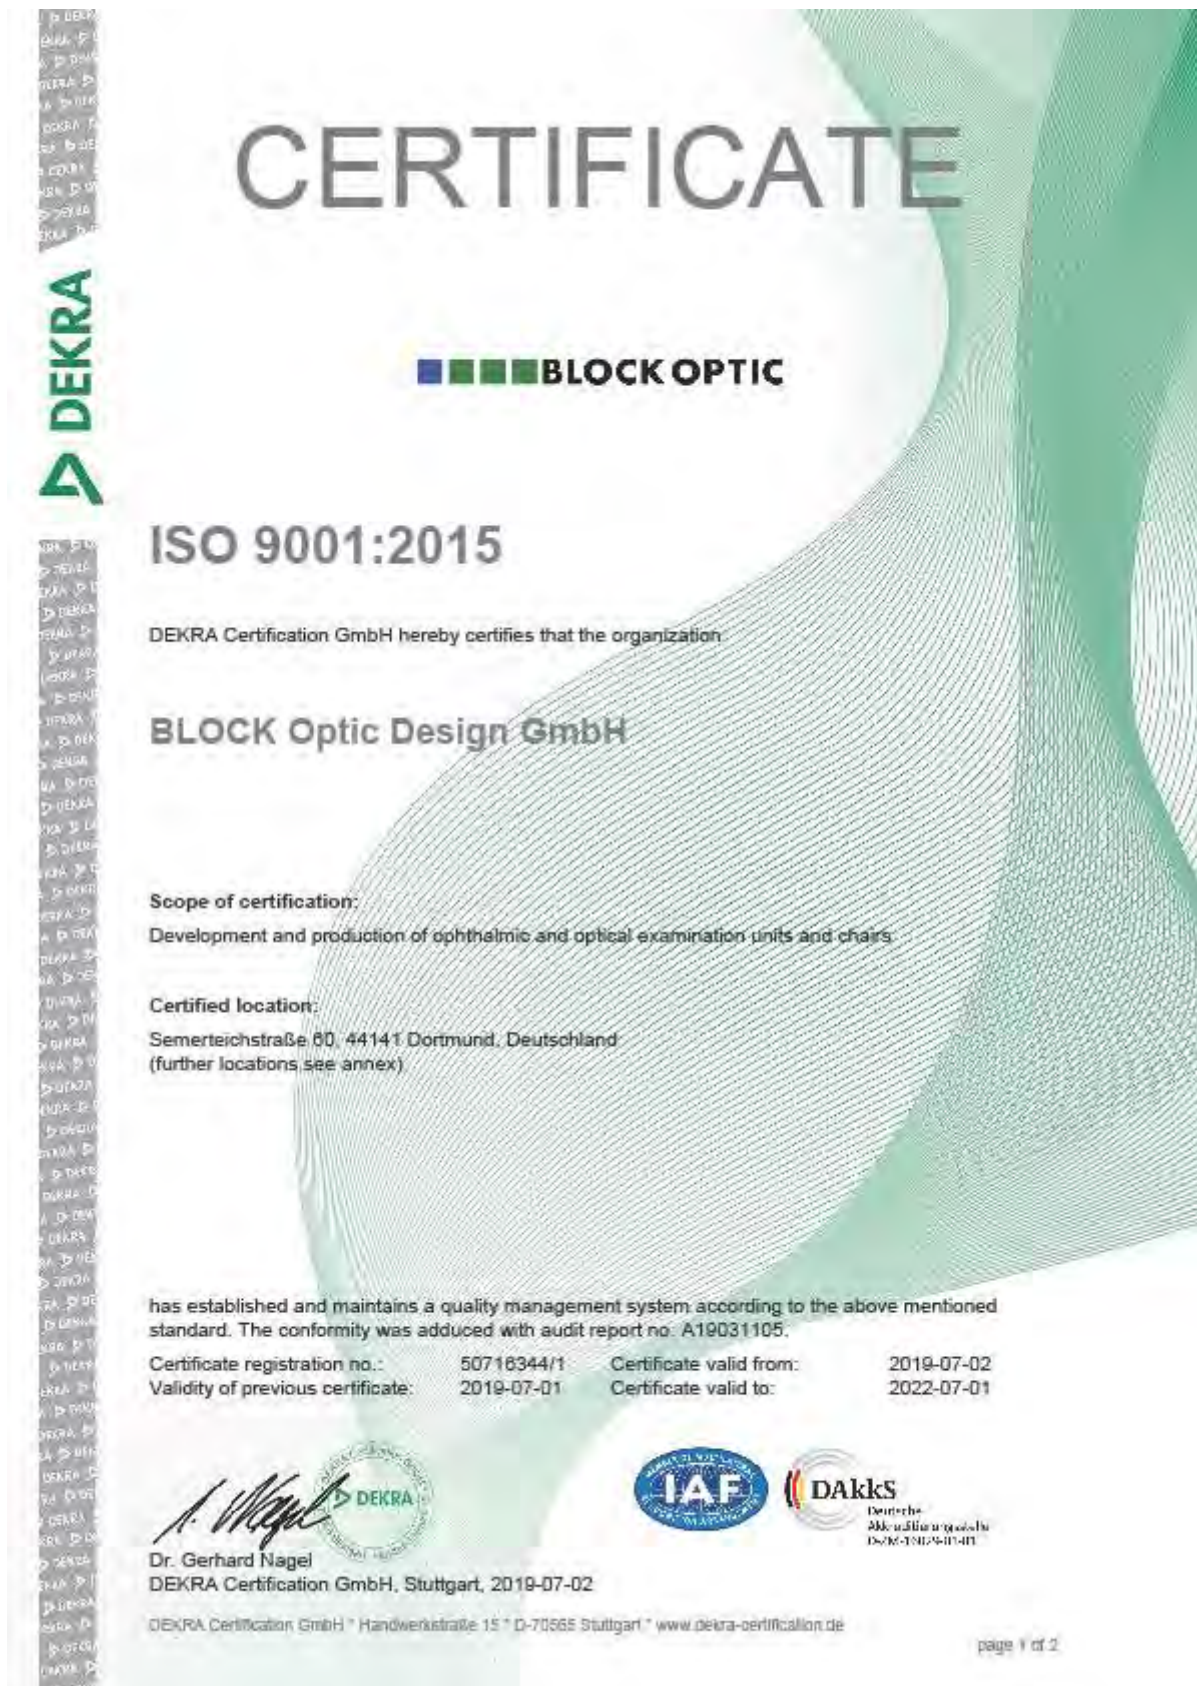 CERTIFICATE
DEKRA
BLOCK OPTIC
ISO 9001:2015
DEKRA Certification GmbH hereby certifies that the organization
BLOCK Optic Design GmbH
Scope of certification:
Development and production of ophthalmic and optical examination units and chairs
Certified location:
Semerteichstraße 60, 44141 Dortmund, Deutschland
(further locations see annex)
has established and maintains a quality management system according to the above mentioned
standard. The conformity was adduced with audit report no. A19031105.
Certificate registration no.: 50716344/1 Certificate valid from: 2019-07-02
Validity of previous certificate: 2019-07-01 Certificate valid to: 2022-07-01
DEKRA
IAF
DAkkS
Deutsche
Akkreditierungsstelle
D-ZM-16029-01-01
Dr. Gerhard Nagel
DEKRA Certification GmbH, Stuttgart, 2019-07-02
DEKRA Certification GmbH * Handwerkstraße 15 * D-70565 Stuttgart * www.dekra-certification.de
page 1 of 2